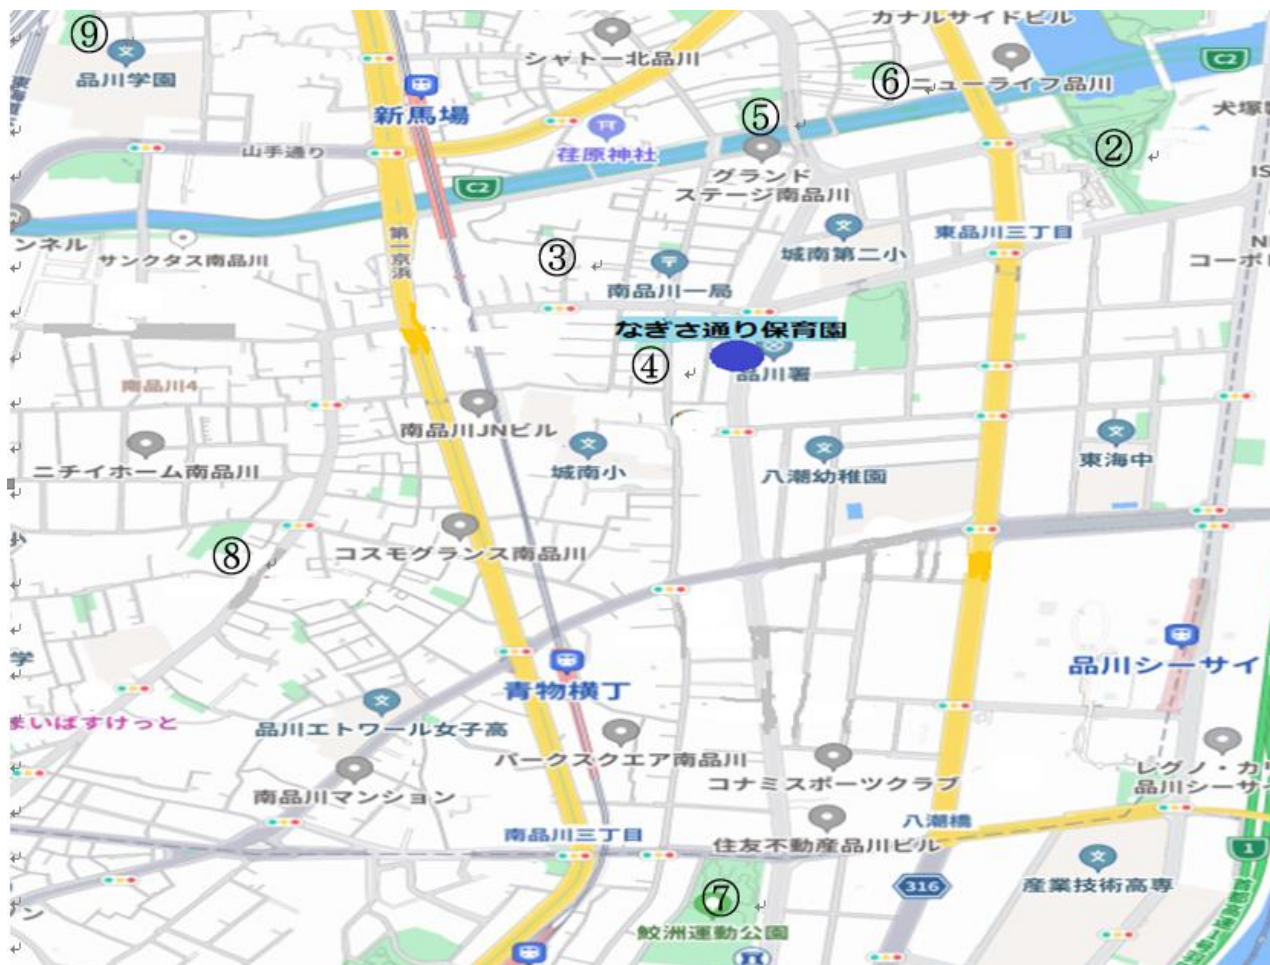 ⑨
品川学園
新馬場
シャトー北品川
カナルサイドビル
C2
⑥
ニューライフ品川
犬塚製
⑤
②
山手通り
荏原神社
C2
グランド
ステージ南品川
ンネル
サンクタス南品川
第一京浜
③
南品川一局
城南第二小
東品川三丁目
コーポレ
なぎさ通り保育園
④
品川署
南品川4
南品川JNビル
ニチイホーム南品川
城南小
八潮幼稚園
東海中
⑧
コスモグランス南品川
学
青物横丁
品川シーサイ
まいばすけっと
品川エトワール女子高
パークスクエア南品川
南品川マンション
コナミスポーツクラブ
レグノ・カ
品川シーサイ
南品川三丁目
八潮橋
住友不動産品川ビル
1
316
産業技術高専
⑦
鮫洲運動公園
ン